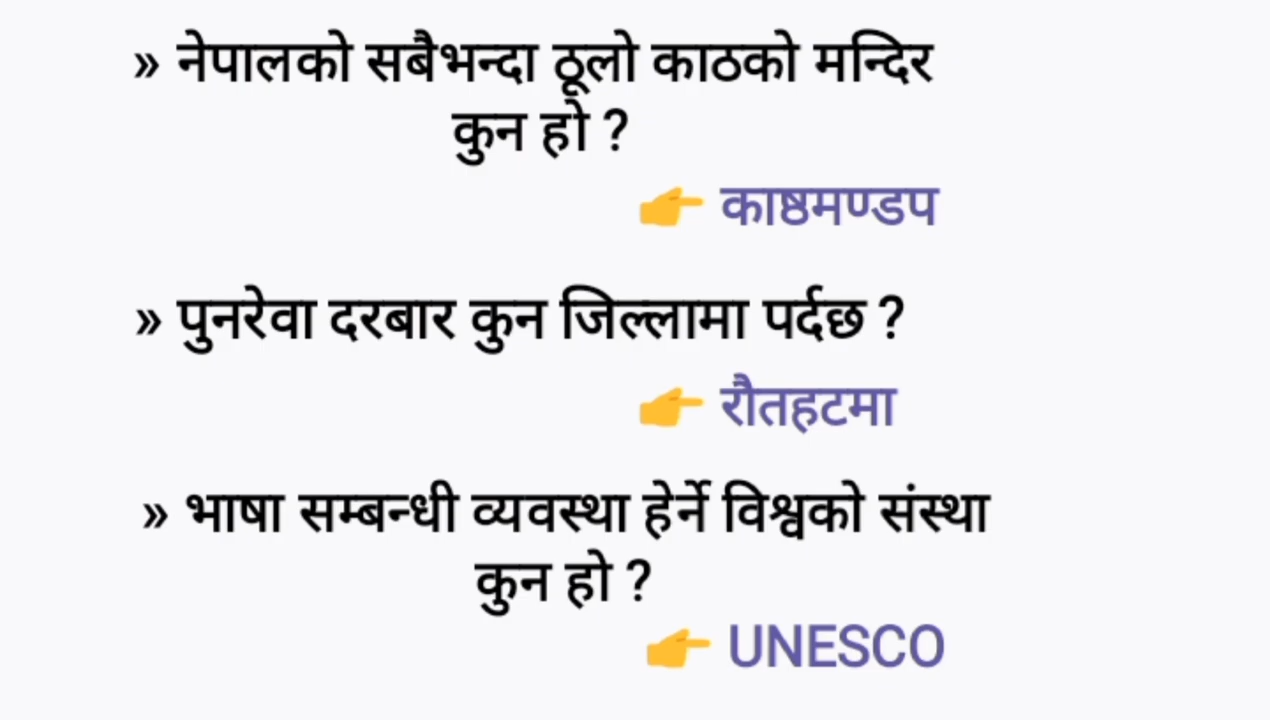 » नेपालको सबैभन्दा ठूलो काठको मन्दिर
कुन हो ?
👉 काष्ठमण्डप
» पुनरेवा दरबार कुन जिल्लामा पर्दछ ?
👉 रौतहटमा
» भाषा सम्बन्धी व्यवस्था हेर्ने विश्वको संस्था
कुन हो ?
👉 UNESCO